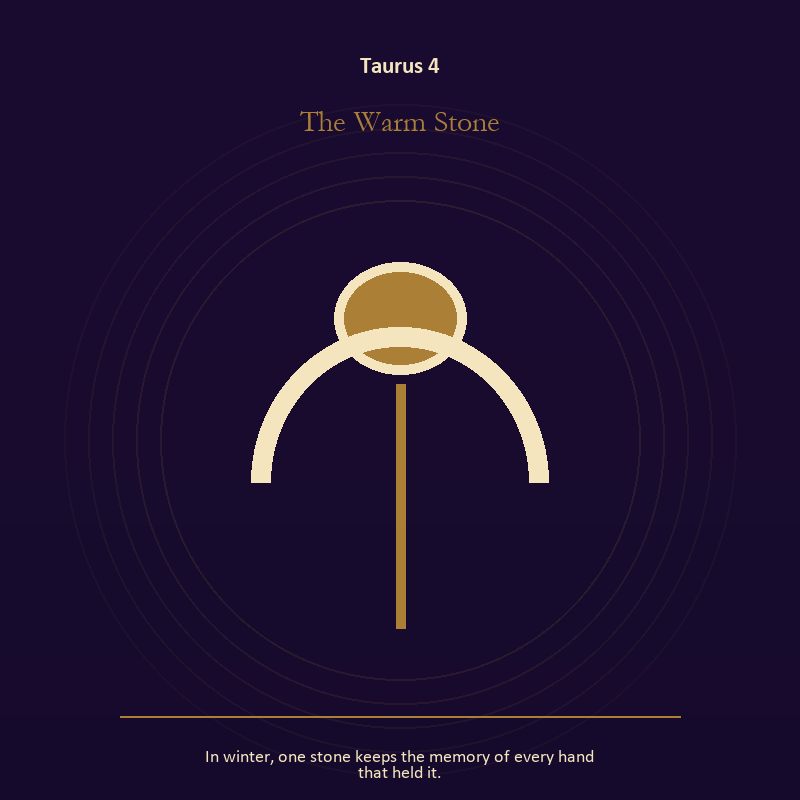 Taurus 4
The Warm Stone
In winter, one stone keeps the memory of every hand
that held it.